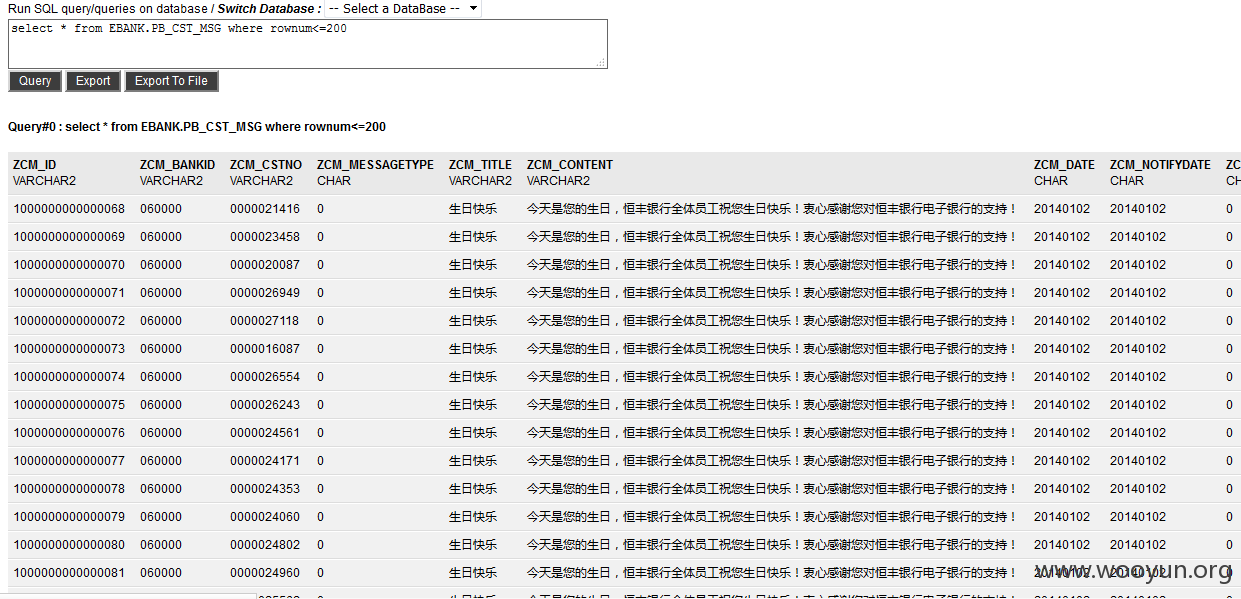 Run SQL query/queries on database / Switch Database : -- Select a DataBase --
select * from EBANK.PB_CST_MSG where rownum<=200
Query Export Export To File
Query#0 : select * from EBANK.PB_CST_MSG where rownum<=200
ZCM_ID ZCM_BANKID ZCM_CSTNO ZCM_MESSAGETYPE ZCM_TITLE ZCM_CONTENT ZCM_DATE ZCM_NOTIFYDATE ZC
VARCHAR2 VARCHAR2 VARCHAR2 CHAR VARCHAR2 VARCHAR2 CHAR CHAR CH
1000000000000068 060000 0000021416 0 生日快乐 今天是您的生日，恒丰银行全体员工祝您生日快乐！衷心感谢您对恒丰银行电子银行的支持！ 20140102 20140102 0
1000000000000069 060000 0000023458 0 生日快乐 今天是您的生日，恒丰银行全体员工祝您生日快乐！衷心感谢您对恒丰银行电子银行的支持！ 20140102 20140102 0
1000000000000070 060000 0000020087 0 生日快乐 今天是您的生日，恒丰银行全体员工祝您生日快乐！衷心感谢您对恒丰银行电子银行的支持！ 20140102 20140102 0
1000000000000071 060000 0000026949 0 生日快乐 今天是您的生日，恒丰银行全体员工祝您生日快乐！衷心感谢您对恒丰银行电子银行的支持！ 20140102 20140102 0
1000000000000072 060000 0000027118 0 生日快乐 今天是您的生日，恒丰银行全体员工祝您生日快乐！衷心感谢您对恒丰银行电子银行的支持！ 20140102 20140102 0
1000000000000073 060000 0000016087 0 生日快乐 今天是您的生日，恒丰银行全体员工祝您生日快乐！衷心感谢您对恒丰银行电子银行的支持！ 20140102 20140102 0
1000000000000074 060000 0000026554 0 生日快乐 今天是您的生日，恒丰银行全体员工祝您生日快乐！衷心感谢您对恒丰银行电子银行的支持！ 20140102 20140102 0
1000000000000075 060000 0000026243 0 生日快乐 今天是您的生日，恒丰银行全体员工祝您生日快乐！衷心感谢您对恒丰银行电子银行的支持！ 20140102 20140102 0
1000000000000076 060000 0000024561 0 生日快乐 今天是您的生日，恒丰银行全体员工祝您生日快乐！衷心感谢您对恒丰银行电子银行的支持！ 20140102 20140102 0
1000000000000077 060000 0000024171 0 生日快乐 今天是您的生日，恒丰银行全体员工祝您生日快乐！衷心感谢您对恒丰银行电子银行的支持！ 20140102 20140102 0
1000000000000078 060000 0000024353 0 生日快乐 今天是您的生日，恒丰银行全体员工祝您生日快乐！衷心感谢您对恒丰银行电子银行的支持！ 20140102 20140102 0
1000000000000079 060000 0000024060 0 生日快乐 今天是您的生日，恒丰银行全体员工祝您生日快乐！衷心感谢您对恒丰银行电子银行的支持！ 20140102 20140102 0
1000000000000080 060000 0000024802 0 生日快乐 今天是您的生日，恒丰银行全体员工祝您生日快乐！衷心感谢您对恒丰银行电子银行的支持！ 20140102 20140102 0
1000000000000081 060000 0000024960 0 生日快乐 今天是您的生日，恒丰银行全体员工祝您生日快乐！衷心感谢您对恒丰银行电子银行的支持！ 20140102 20140102 0
www.wooyun.org